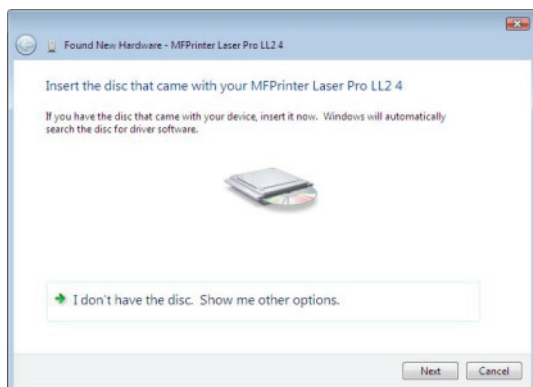 Found New Hardware - MFPrinter Laser Pro LL2 4
Insert the disc that came with your MFPrinter Laser Pro LL2 4
If you have the disc that came with your device, insert it now. Windows will automatically
search the disc for driver software.
I don't have the disc. Show me other options.
Next
Cancel